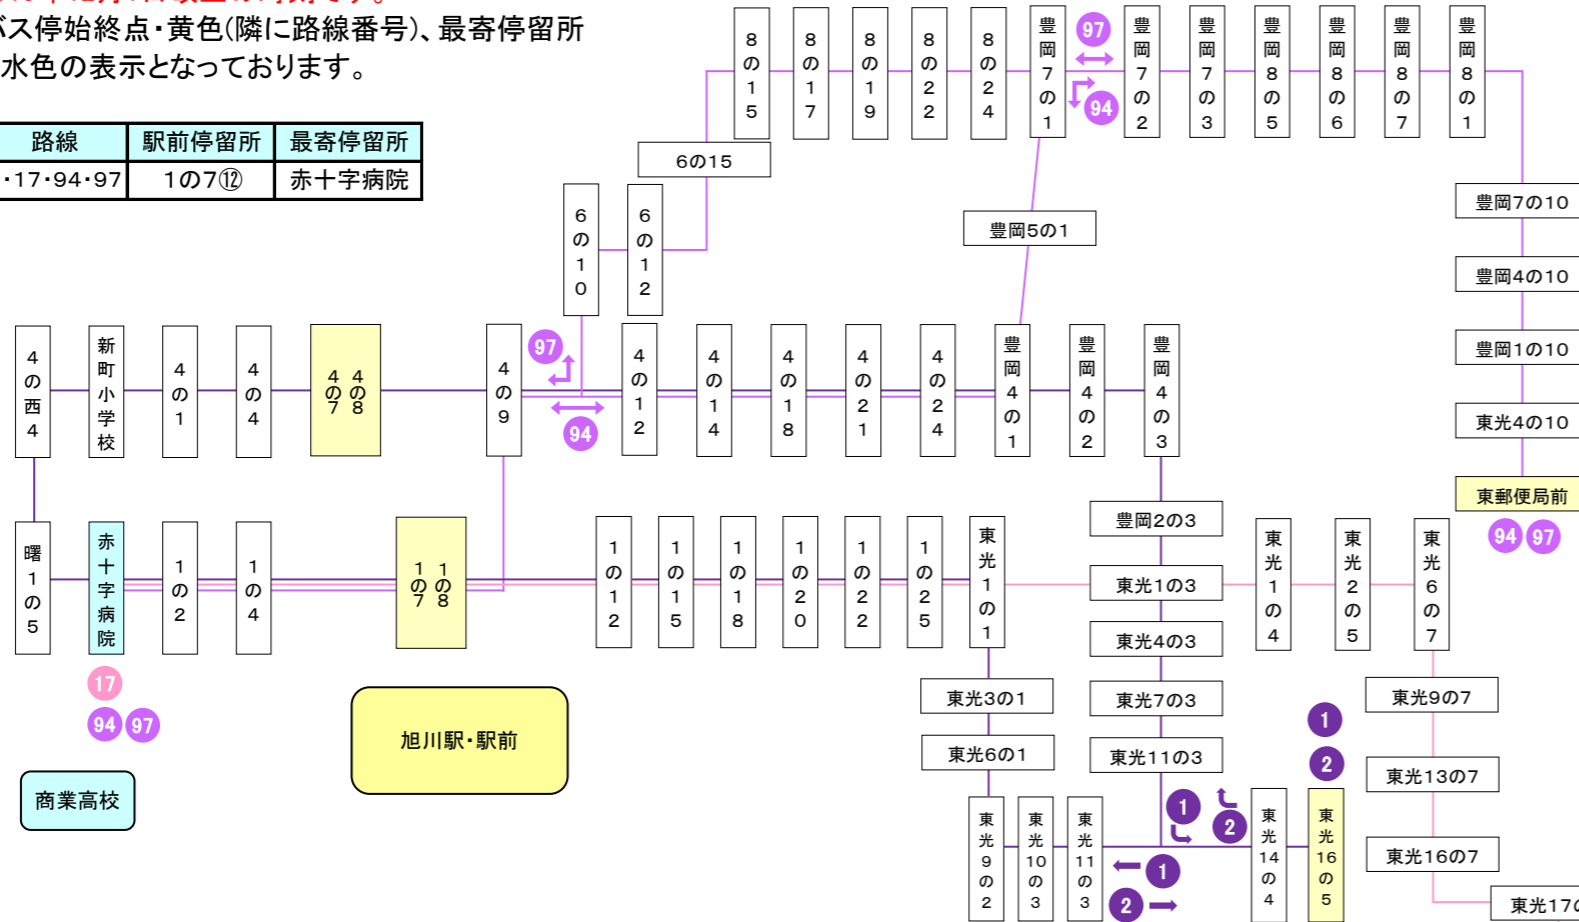 バス停始終点・黄色(隣に路線番号)、最寄停留所
水色の表示となっております。
路線
駅前停留所
最寄停留所
・17・94・97
1の7⑫
赤十字病院
8の15
8の17
8の19
8の22
8の24
豊岡7の1
97
94
豊岡7の2
豊岡7の3
豊岡8の5
豊岡8の6
豊岡8の7
豊岡8の1
6の15
6の10
6の12
豊岡5の1
豊岡7の10
豊岡4の10
豊岡1の10
東光4の10
東郵便局前
94
97
4の西4
新町小学校
4の1
4の4
4の7
4の8
4の9
97
94
4の12
4の14
4の18
4の21
4の24
豊岡4の1
豊岡4の2
豊岡4の3
豊岡2の3
曙1の5
赤十字病院
1の2
1の4
1の7
1の8
1の12
1の15
1の18
1の20
1の22
1の25
東光1の1
東光1の3
東光1の4
東光2の5
東光6の7
17
94
97
東光4の3
東光3の1
東光7の3
東光9の7
東光6の1
東光11の3
東光13の7
旭川駅・駅前
商業高校
1
2
東光9の2
東光10の3
東光11の3
1
2
1
2
東光14の4
東光16の5
東光16の7
東光17の